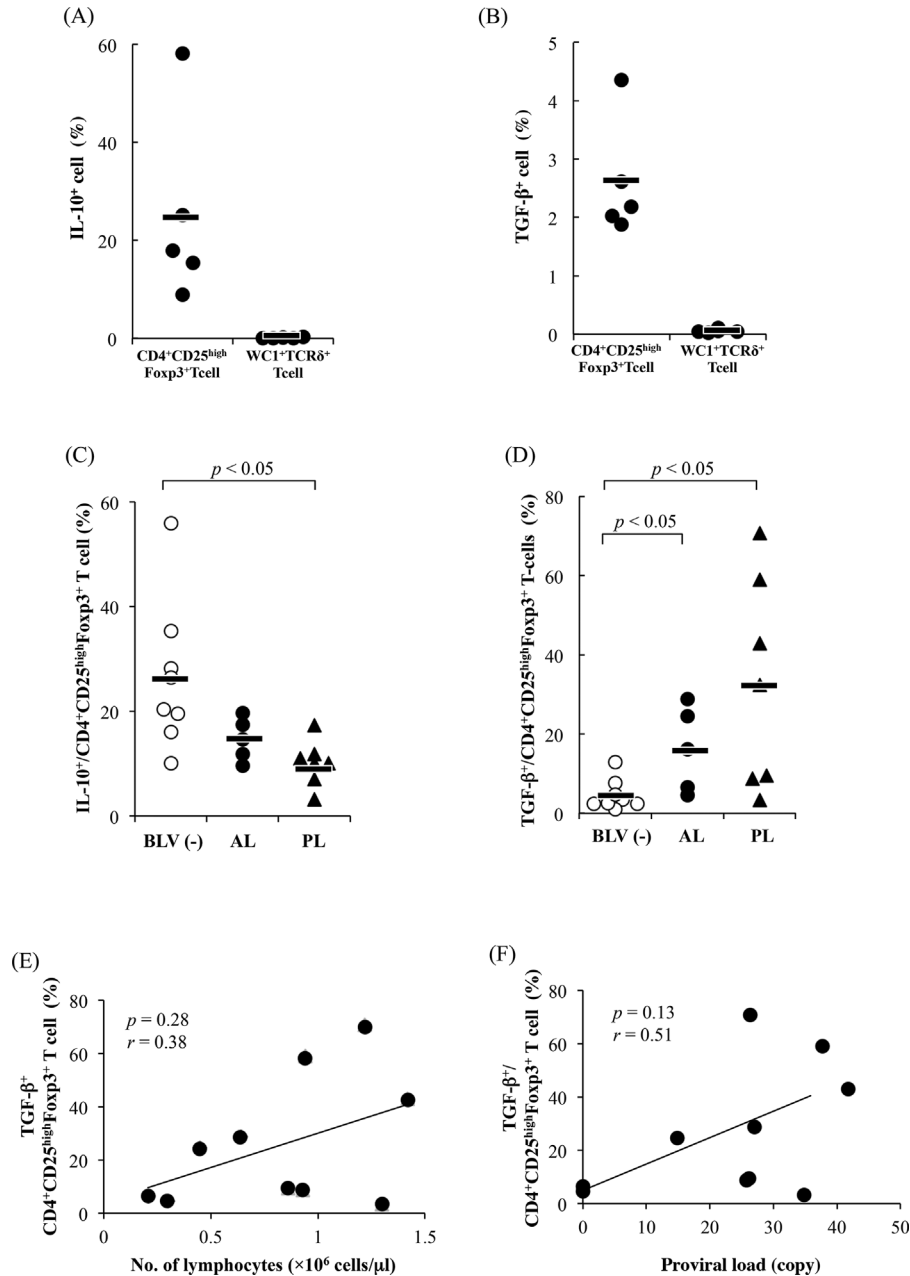 (A)
60
40
20
0
IL-10⁺ cell (%)
CD4⁺CD25ʰⁱᵍʰ
Foxp3⁺Tcell
WC1⁺TCRδ⁺
Tcell
(B)
6
5
4
3
2
1
0
TGF-β⁺ cell (%)
CD4⁺CD25ʰⁱᵍʰ
Foxp3⁺Tcell
WC1⁺TCRδ⁺
Tcell
(C)
p < 0.05
60
40
20
0
IL-10⁺/CD4⁺CD25ʰⁱᵍʰFoxp3⁺ T cell (%)
BLV (-)
AL
PL
(D)
p < 0.05
p < 0.05
80
60
40
20
0
TGF-β⁺/CD4⁺CD25ʰⁱᵍʰFoxp3⁺ T-cells (%)
BLV (-)
AL
PL
(E)
TGF-β⁺
CD4⁺CD25ʰⁱᵍʰFoxp3⁺ T cell (%)
80
60
40
20
0
p = 0.28
r = 0.38
0
0.5
1
1.5
No. of lymphocytes (×10⁶ cells/μl)
(F)
TGF-β⁺/
CD4⁺CD25ʰⁱᵍʰFoxp3⁺ T cell (%)
80
60
40
20
0
p = 0.13
r = 0.51
0
10
20
30
40
50
Proviral load (copy)